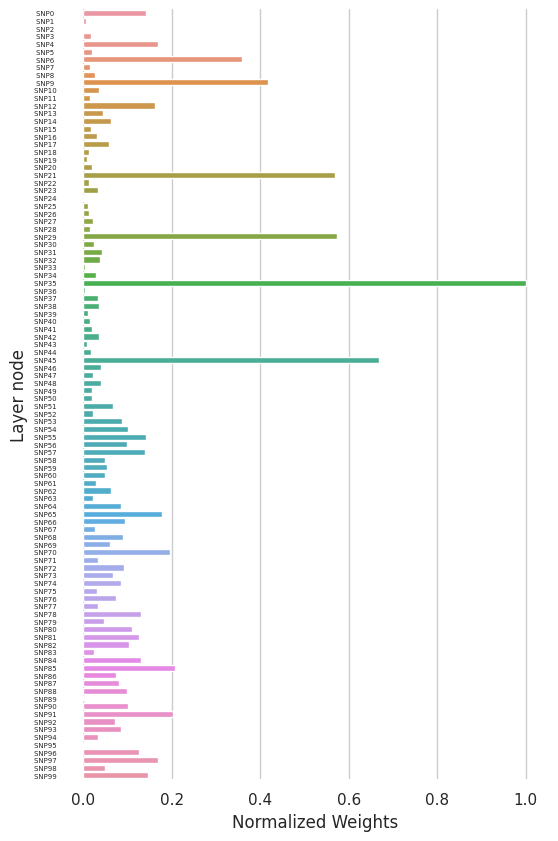 SNP0
SNP1
SNP2
SNP3
SNP4
SNP5
SNP6
SNP7
SNP8
SNP9
SNP10
SNP11
SNP12
SNP13
SNP14
SNP15
SNP16
SNP17
SNP18
SNP19
SNP20
SNP21
SNP22
SNP23
SNP24
SNP25
SNP26
SNP27
SNP28
SNP29
SNP30
SNP31
SNP32
SNP33
SNP34
SNP35
SNP36
SNP37
SNP38
SNP39
SNP40
SNP41
SNP42
SNP43
SNP44
SNP45
SNP46
SNP47
SNP48
SNP49
SNP50
SNP51
SNP52
SNP53
SNP54
SNP55
SNP56
SNP57
SNP58
SNP59
SNP60
SNP61
SNP62
SNP63
SNP64
SNP65
SNP66
SNP67
SNP68
SNP69
SNP70
SNP71
SNP72
SNP73
SNP74
SNP75
SNP76
SNP77
SNP78
SNP79
SNP80
SNP81
SNP82
SNP83
SNP84
SNP85
SNP86
SNP87
SNP88
SNP89
SNP90
SNP91
SNP92
SNP93
SNP94
SNP95
SNP96
SNP97
SNP98
SNP99
Layer node
0.0 0.2 0.4 0.6 0.8 1.0
Normalized Weights